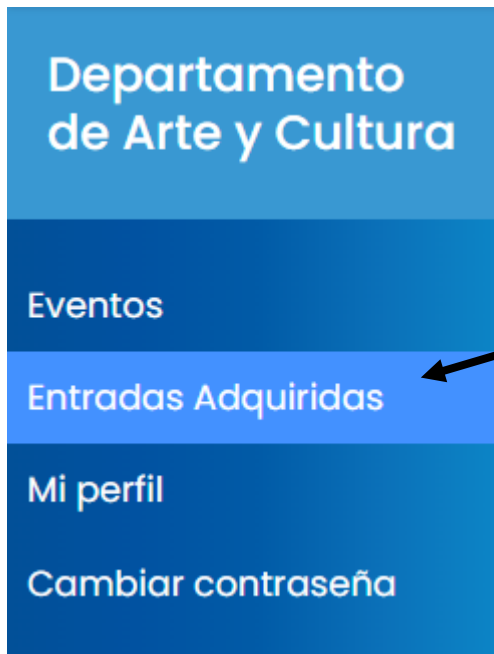 Departamento
de Arte y Cultura
Eventos
Entradas Adquiridas
Mi perfil
Cambiar contraseña